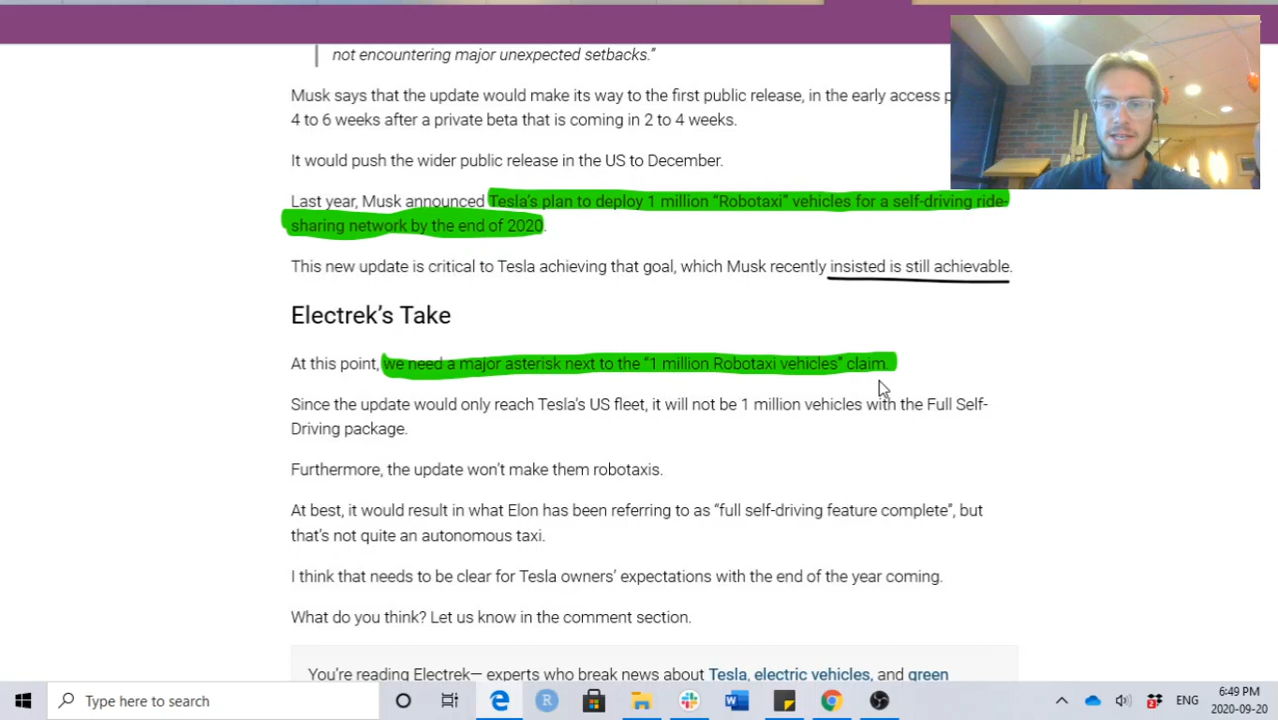 not encountering major unexpected setbacks.”
Musk says that the update would make its way to the first public release, in the early access
4 to 6 weeks after a private beta that is coming in 2 to 4 weeks.
It would push the wider public release in the US to December.
Last year, Musk announced Tesla’s plan to deploy 1 million “Robotaxi” vehicles for a self-driving ride-
sharing network by the end of 2020.
This new update is critical to Tesla achieving that goal, which Musk recently insisted is still achievable.
Electrek’s Take
At this point, we need a major asterisk next to the “1 million Robotaxi vehicles” claim.
Since the update would only reach Tesla’s US fleet, it will not be 1 million vehicles with the Full Self-
Driving package.
Furthermore, the update won’t make them robotaxis.
At best, it would result in what Elon has been referring to as “full self-driving feature complete”, but
that’s not quite an autonomous taxi.
I think that needs to be clear for Tesla owners’ expectations with the end of the year coming.
What do you think? Let us know in the comment section.
You’re reading Electrek— experts who break news about Tesla, electric vehicles, and green
Type here to search
R
W
2
ENG
6:49 PM
2020-09-20